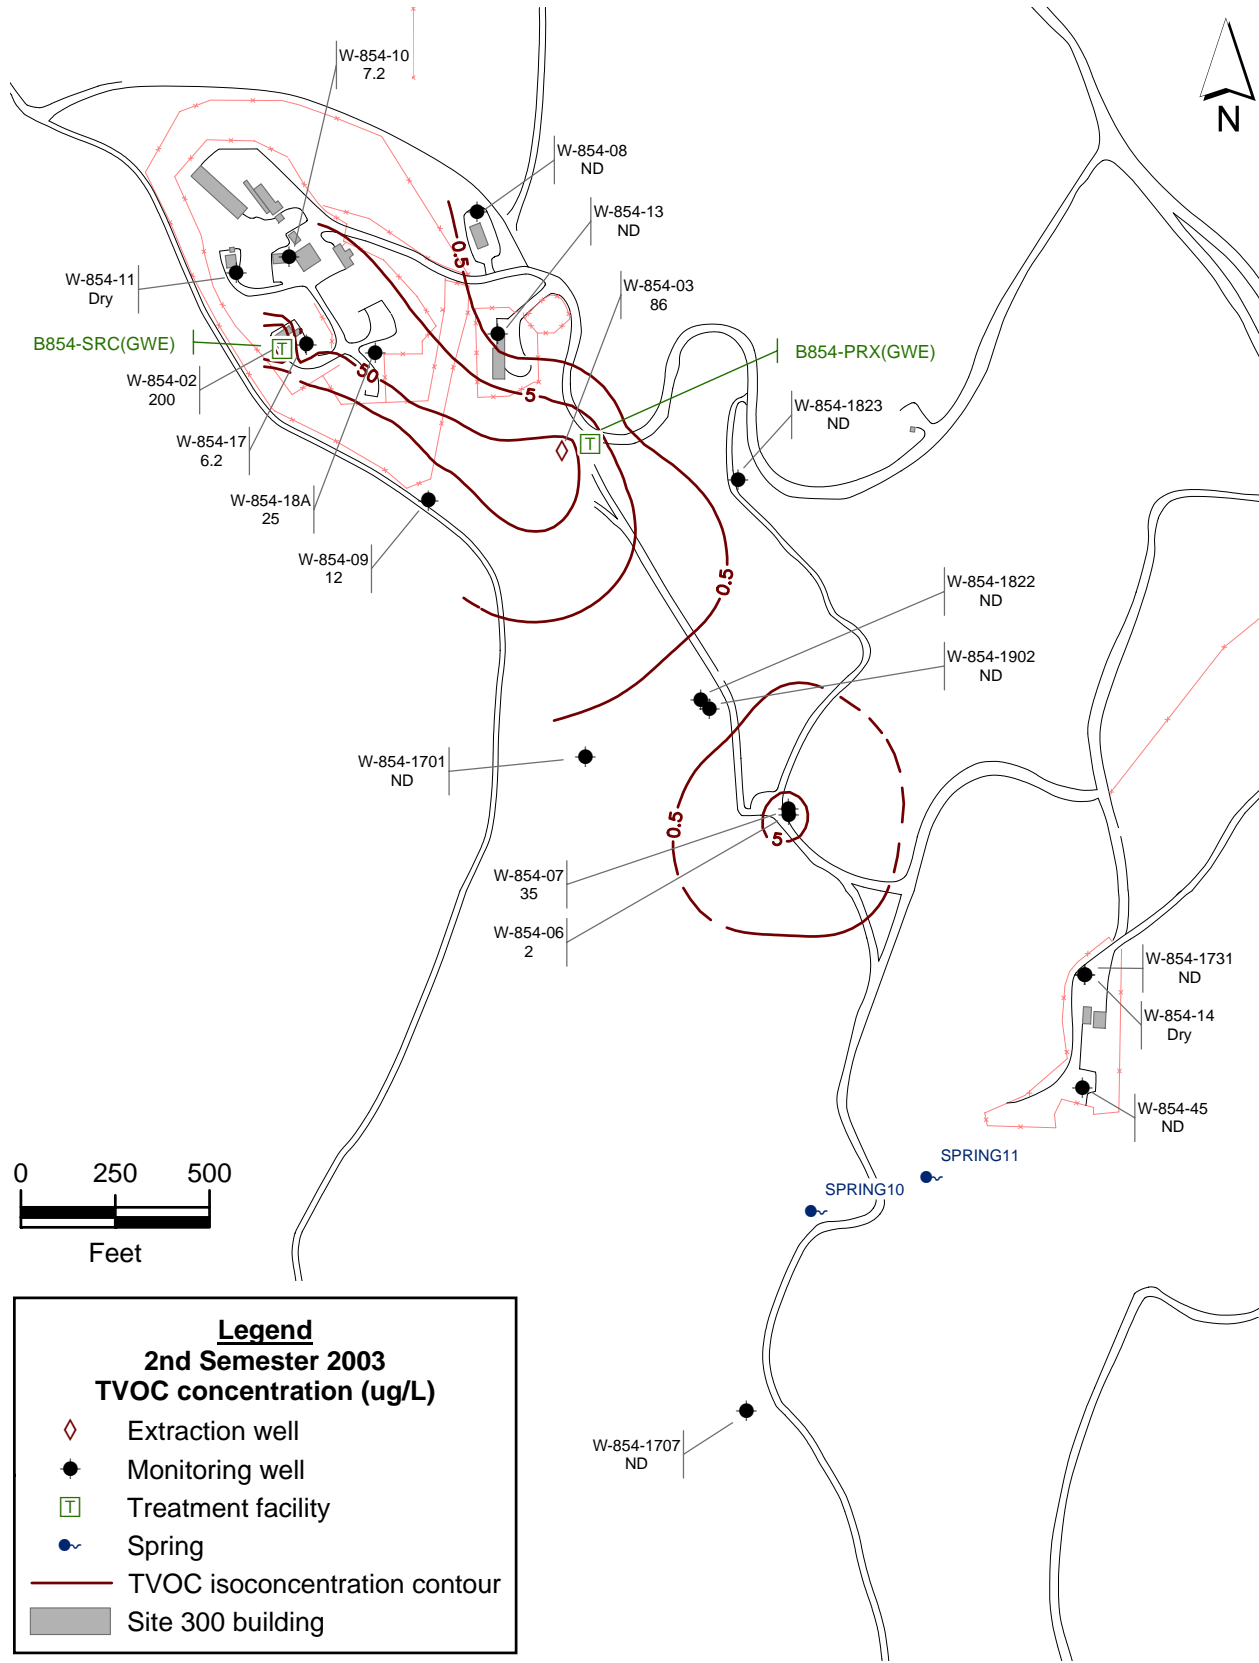 W-854-10
7.2
N
W-854-08
ND
W-854-13
ND
0.5
W-854-11
Dry
W-854-03
86
B854-SRC(GWE)
T
B854-PRX(GWE)
W-854-02
200
50
5
W-854-1823
ND
W-854-17
6.2
T
W-854-18A
25
W-854-09
12
0.5
W-854-1822
ND
W-854-1902
ND
W-854-1701
ND
0.5
5
W-854-07
35
W-854-06
2
W-854-1731
ND
W-854-14
Dry
W-854-45
ND
SPRING11
SPRING10
0 250 500
Feet
W-854-1707
ND
Legend
2nd Semester 2003
TVOC concentration (ug/L)
Extraction well
Monitoring well
T Treatment facility
Spring
TVOC isoconcentration contour
Site 300 building